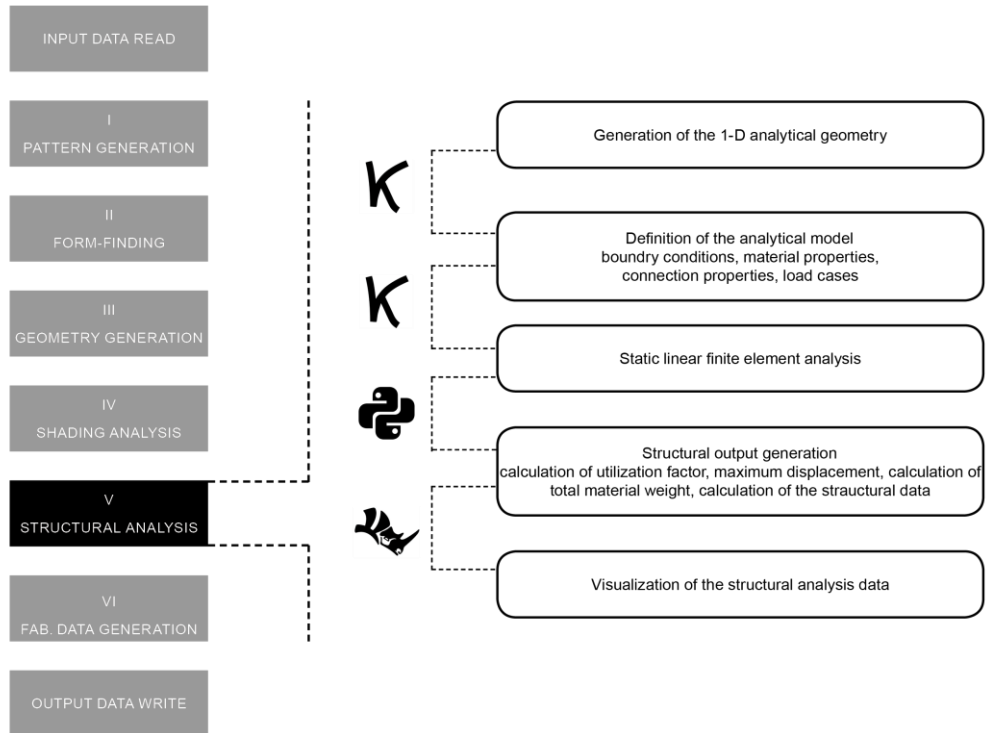 INPUT DATA READ
I
PATTERN GENERATION
II
FORM-FINDING
III
GEOMETRY GENERATION
IV
SHADING ANALYSIS
V
STRUCTURAL ANALYSIS
VI
FAB. DATA GENERATION
OUTPUT DATA WRITE
Generation of the 1-D analytical geometry
Definition of the analytical model
boundry conditions, material properties,
connection properties, load cases
Static linear finite element analysis
Structural output generation
calculation of utilization factor, maximum displacement, calculation of
total material weight, calculation of the strauctural data
Visualization of the structural analysis data